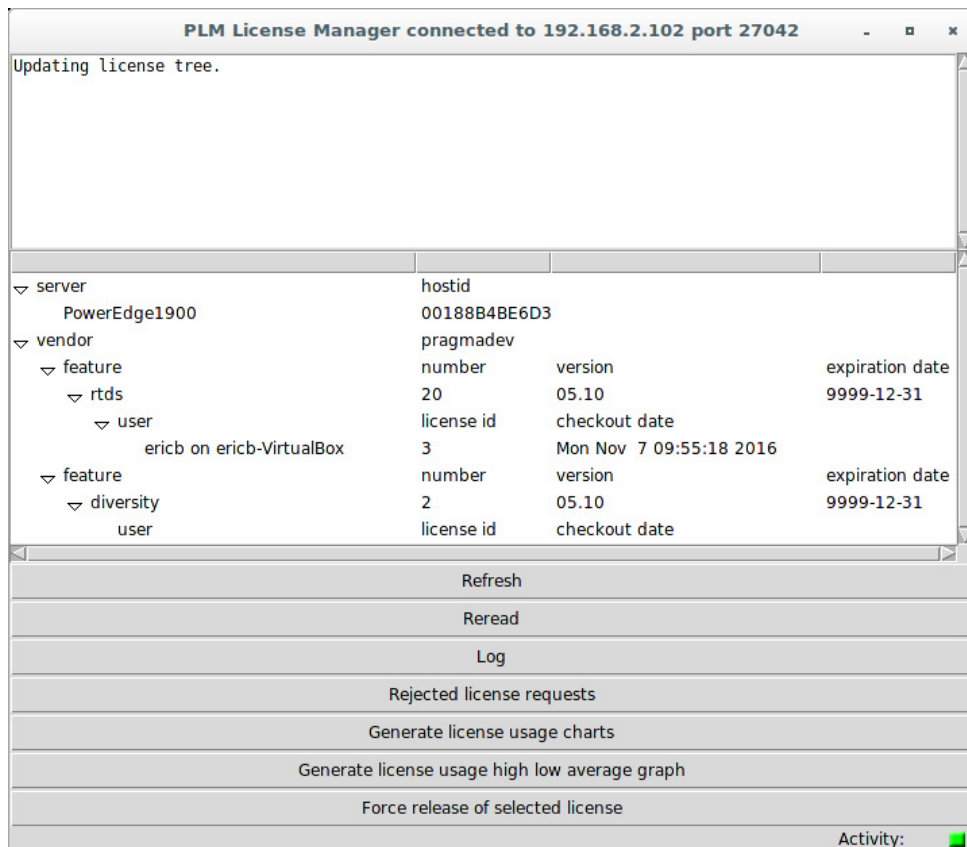 PLM License Manager connected to 192.168.2.102 port 27042
Updating license tree.
server hostid
PowerEdge1900 00188B4BE6D3
vendor pragmadev
feature number version expiration date
rtds 20 05.10 9999-12-31
user license id checkout date
ericb on ericb-VirtualBox 3 Mon Nov  7 09:55:18 2016
feature number version expiration date
diversity 2 05.10 9999-12-31
user license id checkout date
Refresh
Reread
Log
Rejected license requests
Generate license usage charts
Generate license usage high low average graph
Force release of selected license
Activity: